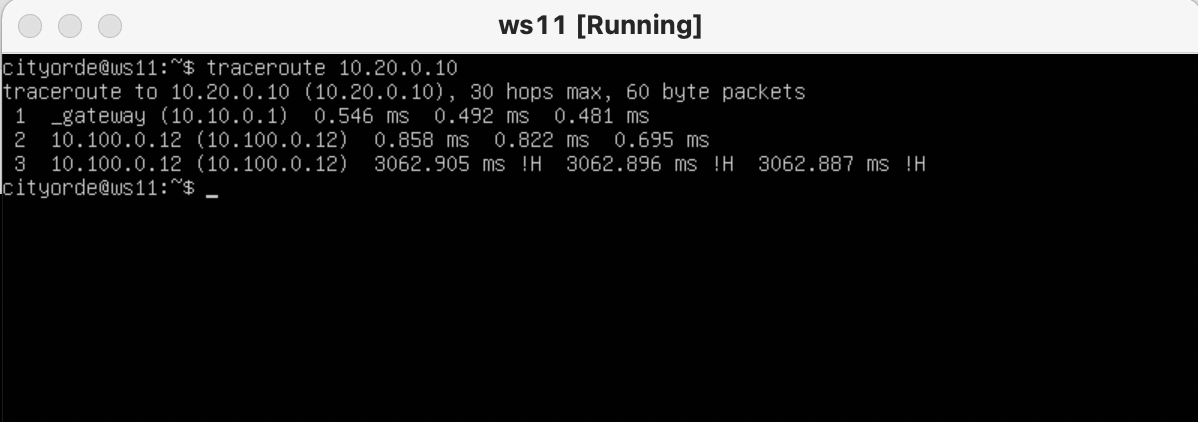 ws11 [Running]
cityorde@ws11:~$ traceroute 10.20.0.10
traceroute to 10.20.0.10 (10.20.0.10), 30 hops max, 60 byte packets
 1  _gateway (10.10.0.1)  0.546 ms  0.492 ms  0.481 ms
 2  10.100.0.12 (10.100.0.12)  0.858 ms  0.822 ms  0.695 ms
 3  10.100.0.12 (10.100.0.12)  3062.905 ms !H  3062.896 ms !H  3062.887 ms !H
cityorde@ws11:~$ _